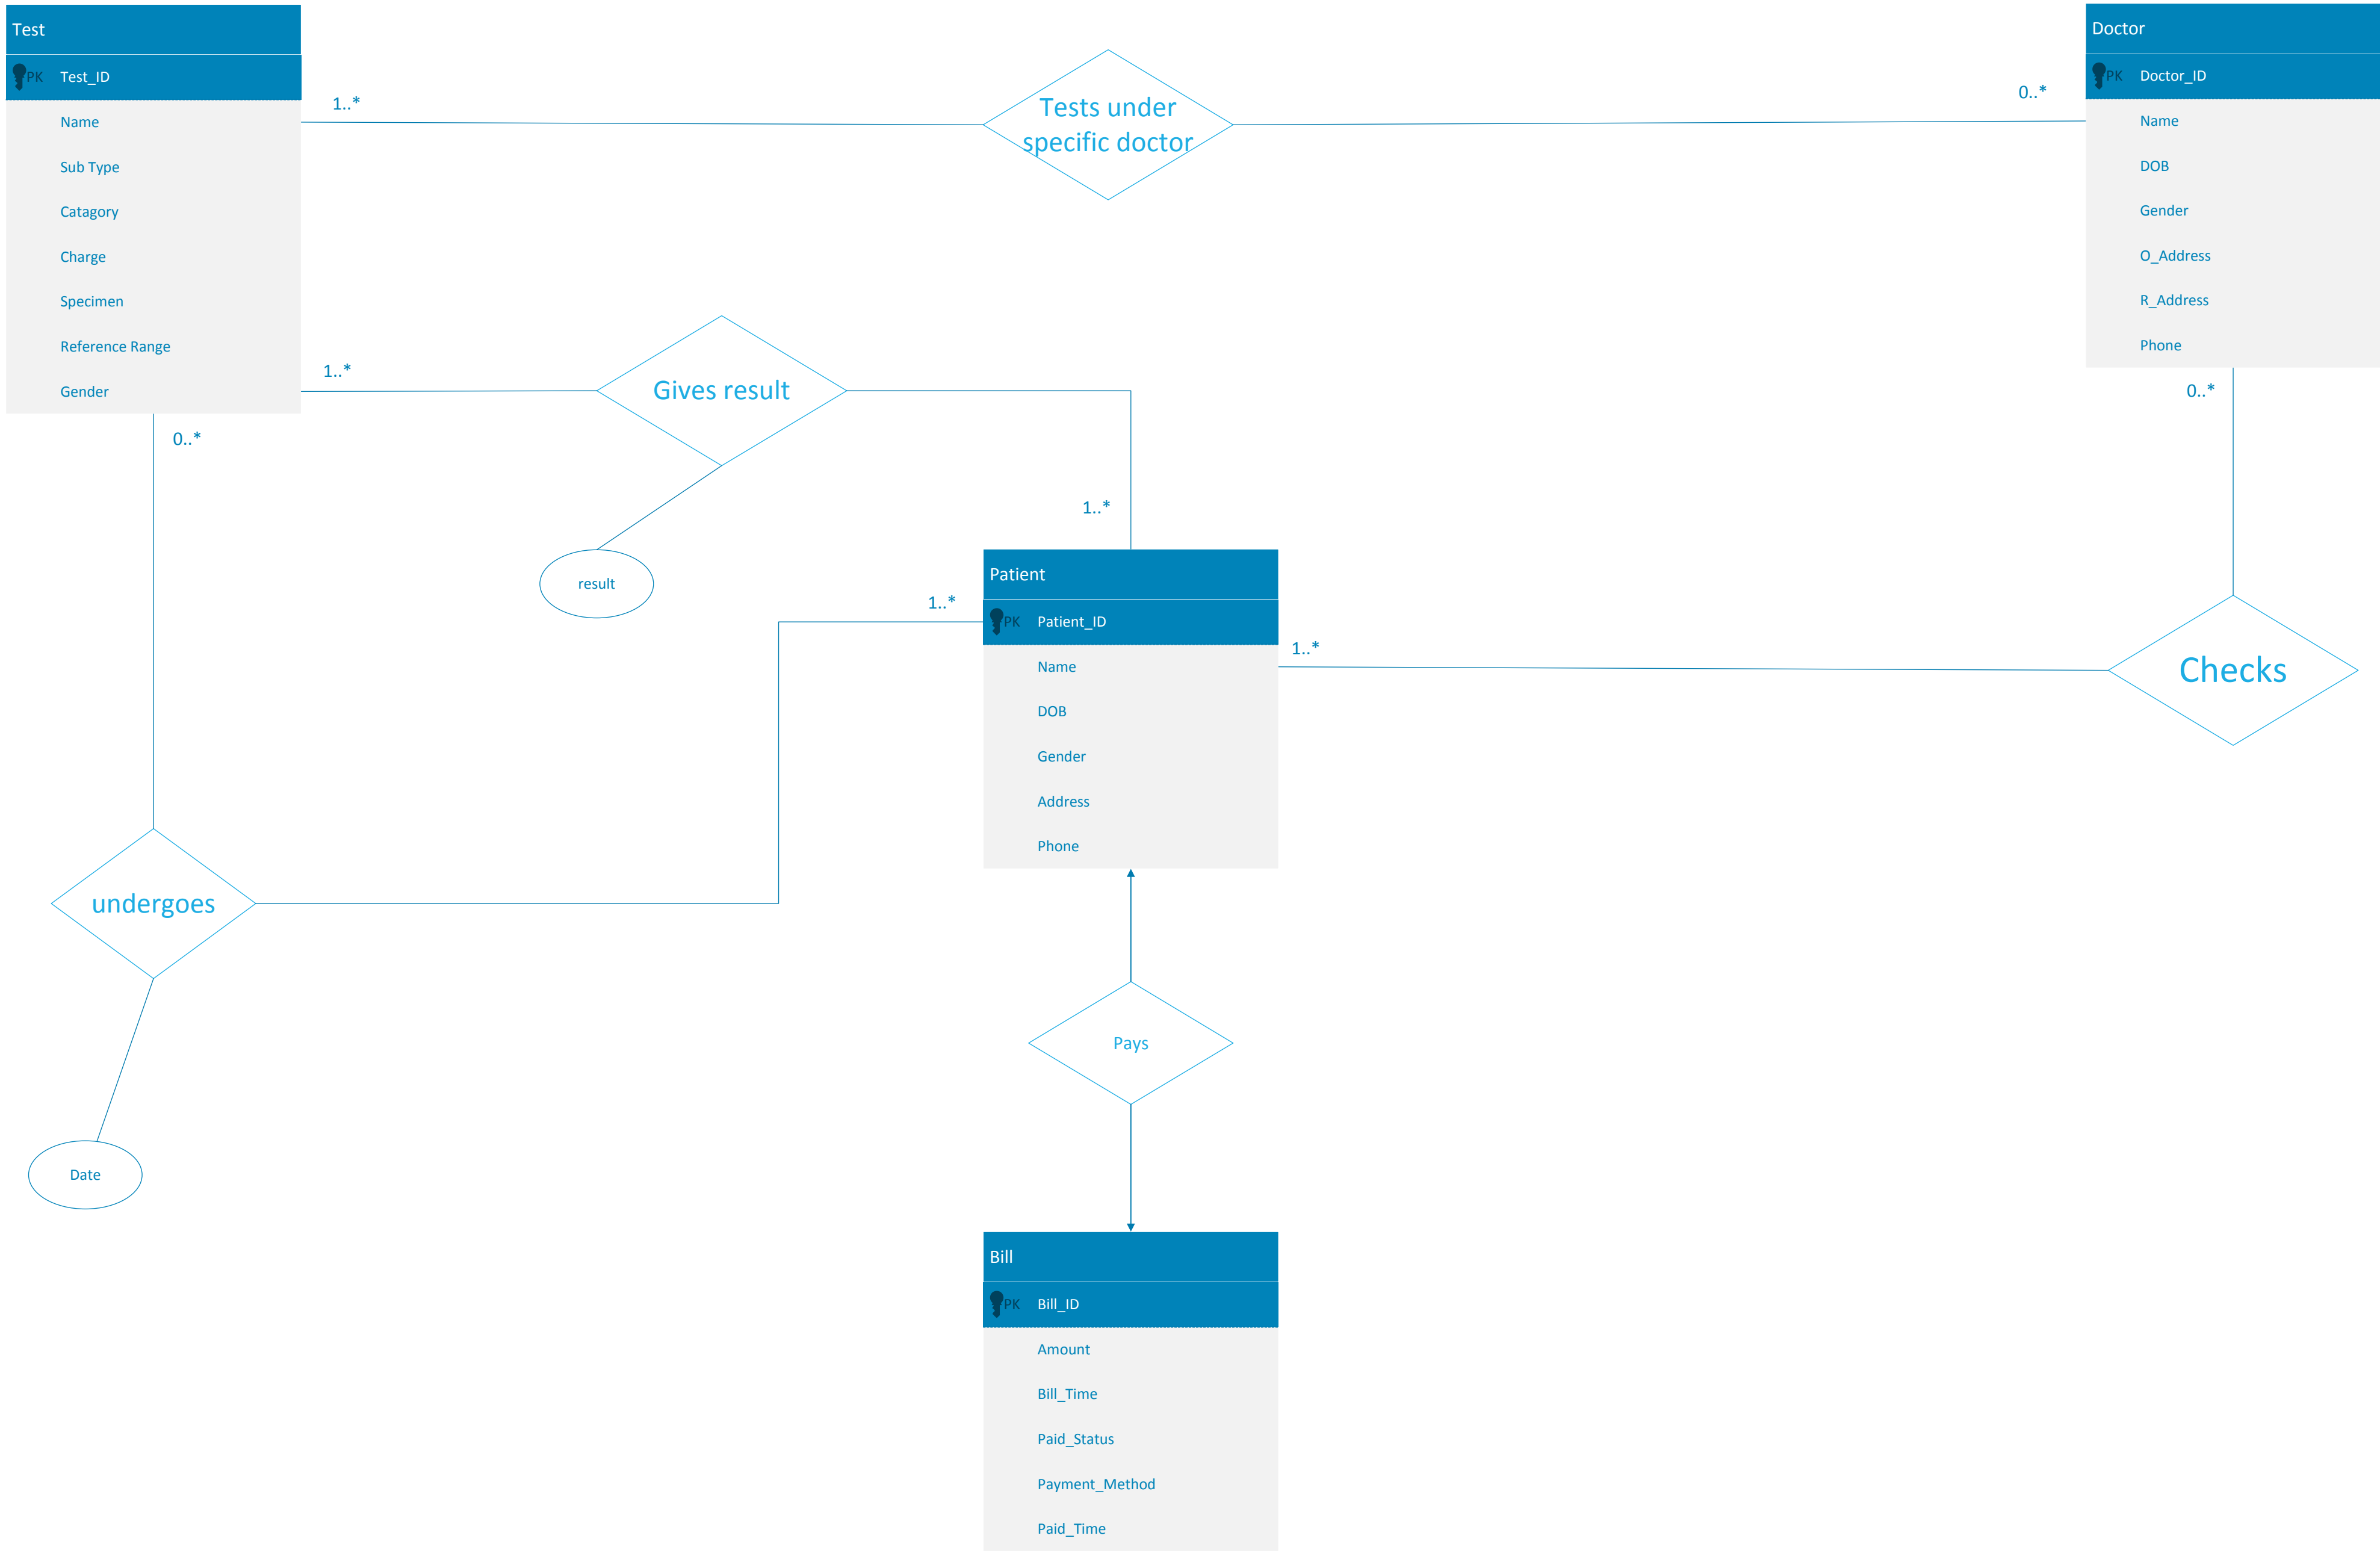 Test
PK Test_ID
Name
Sub Type
Catagory
Charge
Specimen
Reference Range
Gender
1..*
Tests under
specific doctor
0..*
Doctor
PK Doctor_ID
Name
DOB
Gender
O_Address
R_Address
Phone
1..*
Gives result
1..*
result
0..*
0..*
1..*
Patient
PK Patient_ID
Name
DOB
Gender
Address
Phone
1..*
Checks
undergoes
Date
Pays
Bill
PK Bill_ID
Amount
Bill_Time
Paid_Status
Payment_Method
Paid_Time